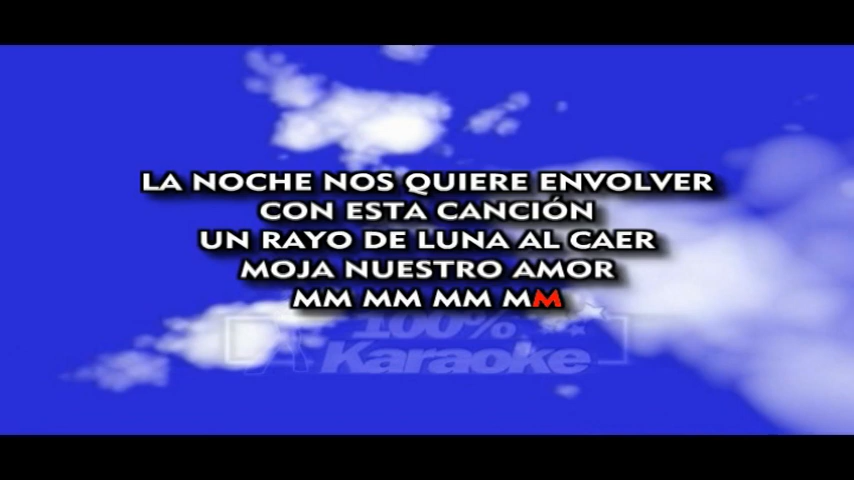 LA NOCHE NOS QUIERE ENVOLVER
CON ESTA CANCIÓN
UN RAYO DE LUNA AL CAER
MOJA NUESTRO AMOR
MM MM MM MM
100%
Karaoke